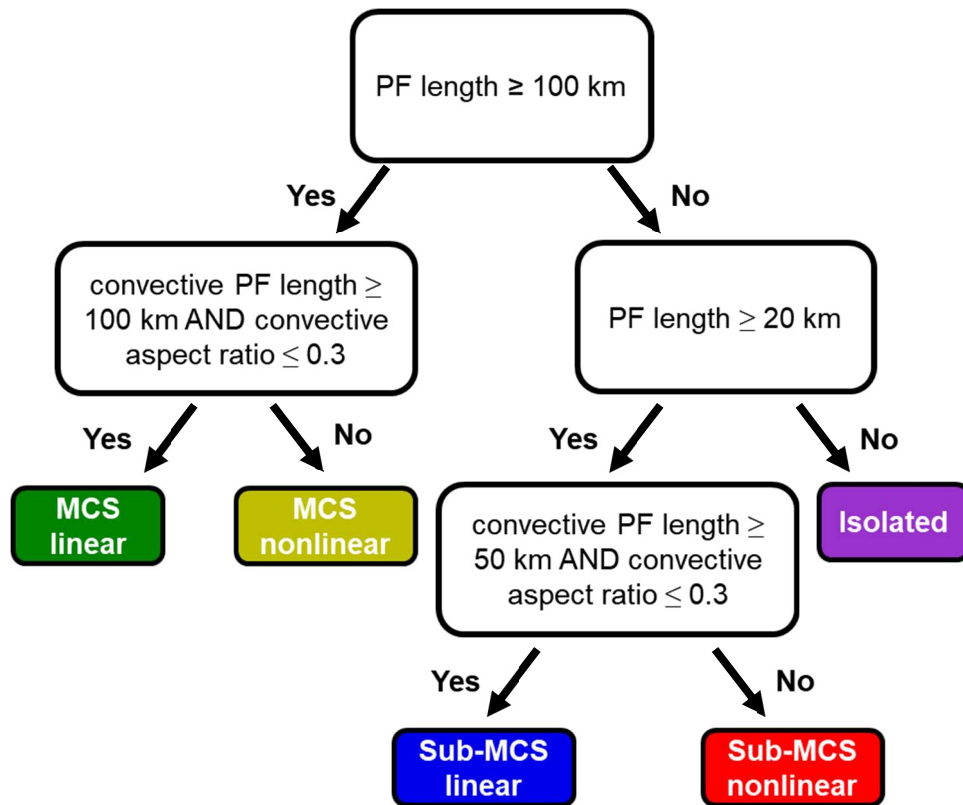 PF length ≥ 100 km
Yes
No
convective PF length ≥
100 km AND convective
aspect ratio ≤ 0.3
PF length ≥ 20 km
Yes
No
Yes
No
MCS
linear
MCS
nonlinear
convective PF length ≥
50 km AND convective
aspect ratio ≤ 0.3
Isolated
Yes
No
Sub-MCS
linear
Sub-MCS
nonlinear